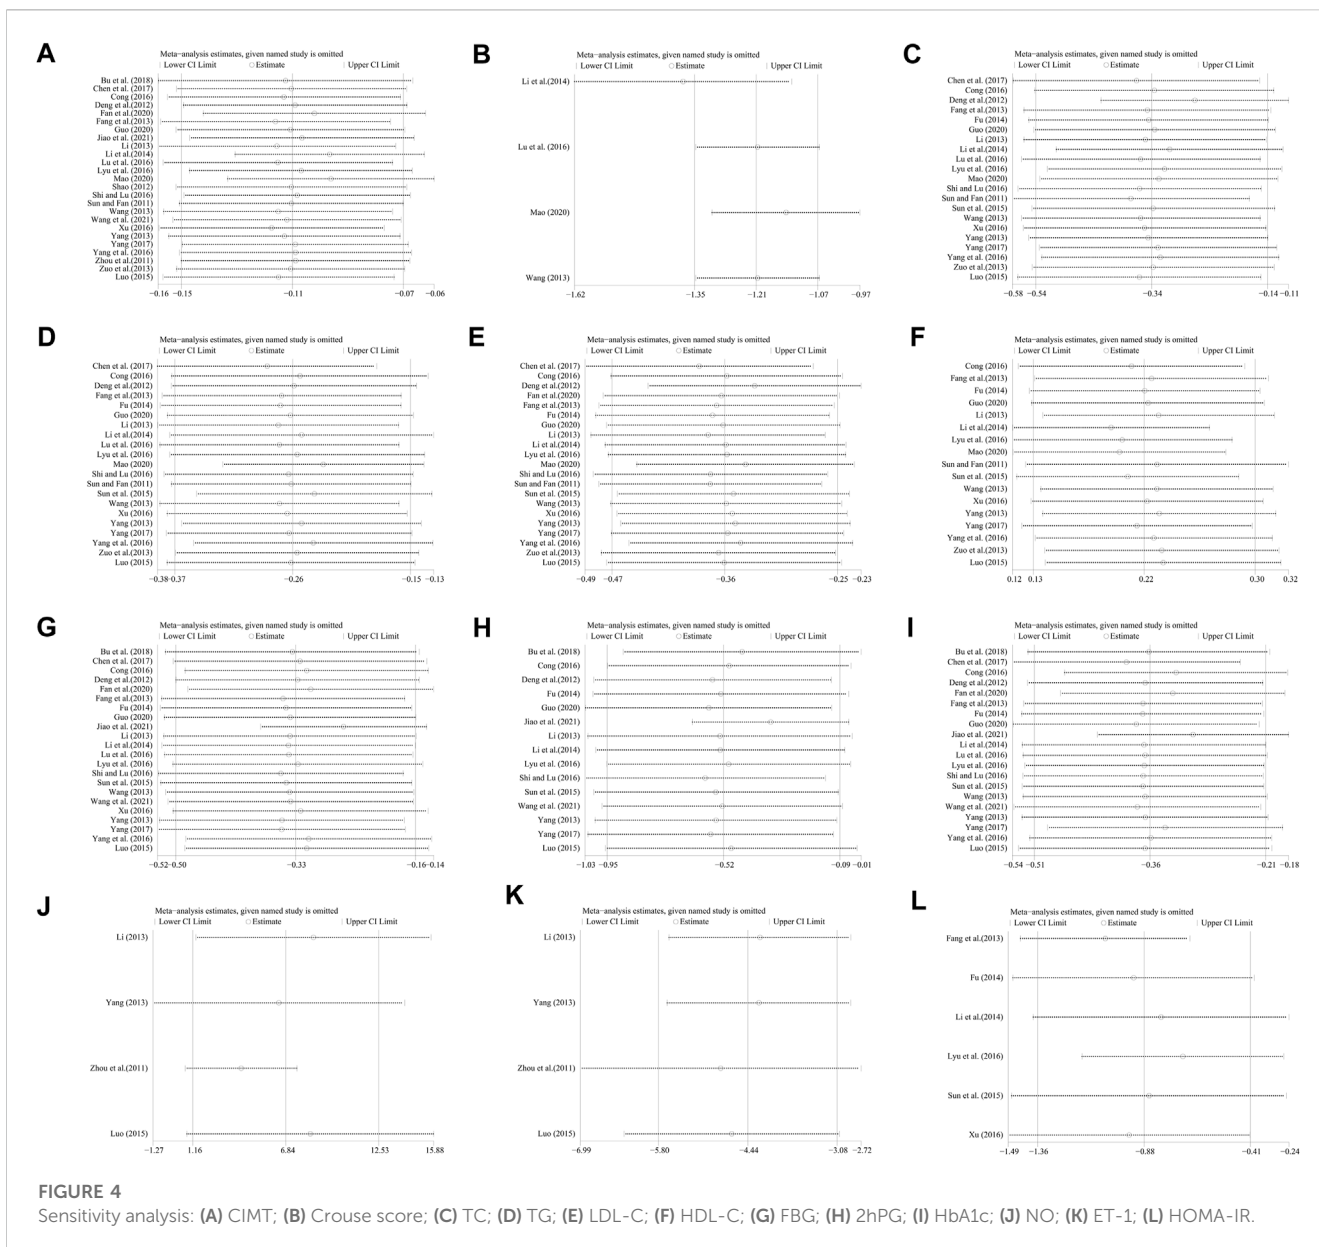 A
Meta−analysis estimates, given named study is omitted
Lower CI Limit Estimate Upper CI Limit
Bu et al. (2018)
Chen et al. (2017)
Cong (2016)
Deng et al.(2012)
Fan et al.(2020)
Fang et al.(2013)
Guo (2020)
Jiao et al. (2021)
Li (2013)
Li et al.(2014)
Lu et al. (2016)
Lyu et al. (2016)
Mao (2020)
Shao (2012)
Shi and Lu (2016)
Sun and Fan (2011)
Wang (2013)
Wang et al. (2021)
Xu (2016)
Yang (2013)
Yang (2017)
Yang et al. (2016)
Zhou et al.(2011)
Zuo et al.(2013)
Luo (2015)
−0.16 −0.15 −0.11 −0.07 −0.06
B
Meta−analysis estimates, given named study is omitted
Lower CI Limit Estimate Upper CI Limit
Li et al.(2014)
Lu et al. (2016)
Mao (2020)
Wang (2013)
−1.62 −1.35 −1.21 −1.07 −0.97
C
Meta−analysis estimates, given named study is omitted
Lower CI Limit Estimate Upper CI Limit
Chen et al. (2017)
Cong (2016)
Deng et al.(2012)
Fang et al.(2013)
Fu (2014)
Guo (2020)
Li (2013)
Li et al.(2014)
Lu et al. (2016)
Lyu et al. (2016)
Mao (2020)
Shi and Lu (2016)
Sun and Fan (2011)
Sun et al. (2015)
Wang (2013)
Xu (2016)
Yang (2013)
Yang (2017)
Yang et al. (2016)
Zuo et al.(2013)
Luo (2015)
−0.58 −0.54 −0.34 −0.14 −0.11
D
Meta−analysis estimates, given named study is omitted
Lower CI Limit Estimate Upper CI Limit
Chen et al. (2017)
Cong (2016)
Deng et al.(2012)
Fang et al.(2013)
Fu (2014)
Guo (2020)
Li (2013)
Li et al.(2014)
Lu et al. (2016)
Lyu et al. (2016)
Mao (2020)
Shi and Lu (2016)
Sun and Fan (2011)
Sun et al. (2015)
Wang (2013)
Xu (2016)
Yang (2013)
Yang (2017)
Yang et al. (2016)
Zuo et al.(2013)
Luo (2015)
−0.38 −0.37 −0.26 −0.15 −0.13
E
Meta−analysis estimates, given named study is omitted
Lower CI Limit Estimate Upper CI Limit
Chen et al. (2017)
Cong (2016)
Deng et al.(2012)
Fan et al.(2020)
Fang et al.(2013)
Fu (2014)
Guo (2020)
Li (2013)
Li et al.(2014)
Lyu et al. (2016)
Mao (2020)
Shi and Lu (2016)
Sun and Fan (2011)
Sun et al. (2015)
Wang (2013)
Xu (2016)
Yang (2013)
Yang (2017)
Yang et al. (2016)
Zuo et al.(2013)
Luo (2015)
−0.49 −0.47 −0.36 −0.25 −0.23
F
Meta−analysis estimates, given named study is omitted
Lower CI Limit Estimate Upper CI Limit
Cong (2016)
Fang et al.(2013)
Fu (2014)
Guo (2020)
Li (2013)
Li et al.(2014)
Lyu et al. (2016)
Mao (2020)
Sun and Fan (2011)
Sun et al. (2015)
Wang (2013)
Xu (2016)
Yang (2013)
Yang (2017)
Yang et al. (2016)
Zuo et al.(2013)
Luo (2015)
0.12 0.13 0.22 0.30 0.32
G
Meta−analysis estimates, given named study is omitted
Lower CI Limit Estimate Upper CI Limit
Bu et al. (2018)
Chen et al. (2017)
Cong (2016)
Deng et al.(2012)
Fan et al.(2020)
Fang et al.(2013)
Fu (2014)
Guo (2020)
Jiao et al. (2021)
Li (2013)
Li et al.(2014)
Lu et al. (2016)
Lyu et al. (2016)
Shi and Lu (2016)
Sun et al. (2015)
Wang (2013)
Wang et al. (2021)
Xu (2016)
Yang (2013)
Yang (2017)
Yang et al. (2016)
Luo (2015)
−0.52 −0.50 −0.33 −0.16 −0.14
H
Meta−analysis estimates, given named study is omitted
Lower CI Limit Estimate Upper CI Limit
Bu et al. (2018)
Cong (2016)
Deng et al.(2012)
Fu (2014)
Guo (2020)
Jiao et al. (2021)
Li (2013)
Li et al.(2014)
Lyu et al. (2016)
Shi and Lu (2016)
Sun et al. (2015)
Wang et al. (2021)
Yang (2013)
Yang (2017)
Luo (2015)
−1.03 −0.95 −0.52 −0.09 −0.01
I
Meta−analysis estimates, given named study is omitted
Lower CI Limit Estimate Upper CI Limit
Bu et al. (2018)
Chen et al. (2017)
Cong (2016)
Deng et al.(2012)
Fan et al.(2020)
Fang et al.(2013)
Fu (2014)
Guo (2020)
Jiao et al. (2021)
Li et al.(2014)
Lu et al. (2016)
Lyu et al. (2016)
Shi and Lu (2016)
Sun et al. (2015)
Wang (2013)
Wang et al. (2021)
Yang (2013)
Yang (2017)
Yang et al. (2016)
Luo (2015)
−0.54 −0.51 −0.36 −0.21 −0.18
J
Meta−analysis estimates, given named study is omitted
Lower CI Limit Estimate Upper CI Limit
Li (2013)
Yang (2013)
Zhou et al.(2011)
Luo (2015)
−1.27 1.16 6.84 12.53 15.88
K
Meta−analysis estimates, given named study is omitted
Lower CI Limit Estimate Upper CI Limit
Li (2013)
Yang (2013)
Zhou et al.(2011)
Luo (2015)
−6.99 −5.80 −4.44 −3.08 −2.72
L
Meta−analysis estimates, given named study is omitted
Lower CI Limit Estimate Upper CI Limit
Fang et al.(2013)
Fu (2014)
Li et al.(2014)
Lyu et al. (2016)
Sun et al. (2015)
Xu (2016)
−1.49 −1.36 −0.88 −0.41 −0.24
FIGURE 4
Sensitivity analysis: (A) CIMT; (B) Crouse score; (C) TC; (D) TG; (E) LDL-C; (F) HDL-C; (G) FBG; (H) 2hPG; (I) HbA1c; (J) NO; (K) ET-1; (L) HOMA-IR.